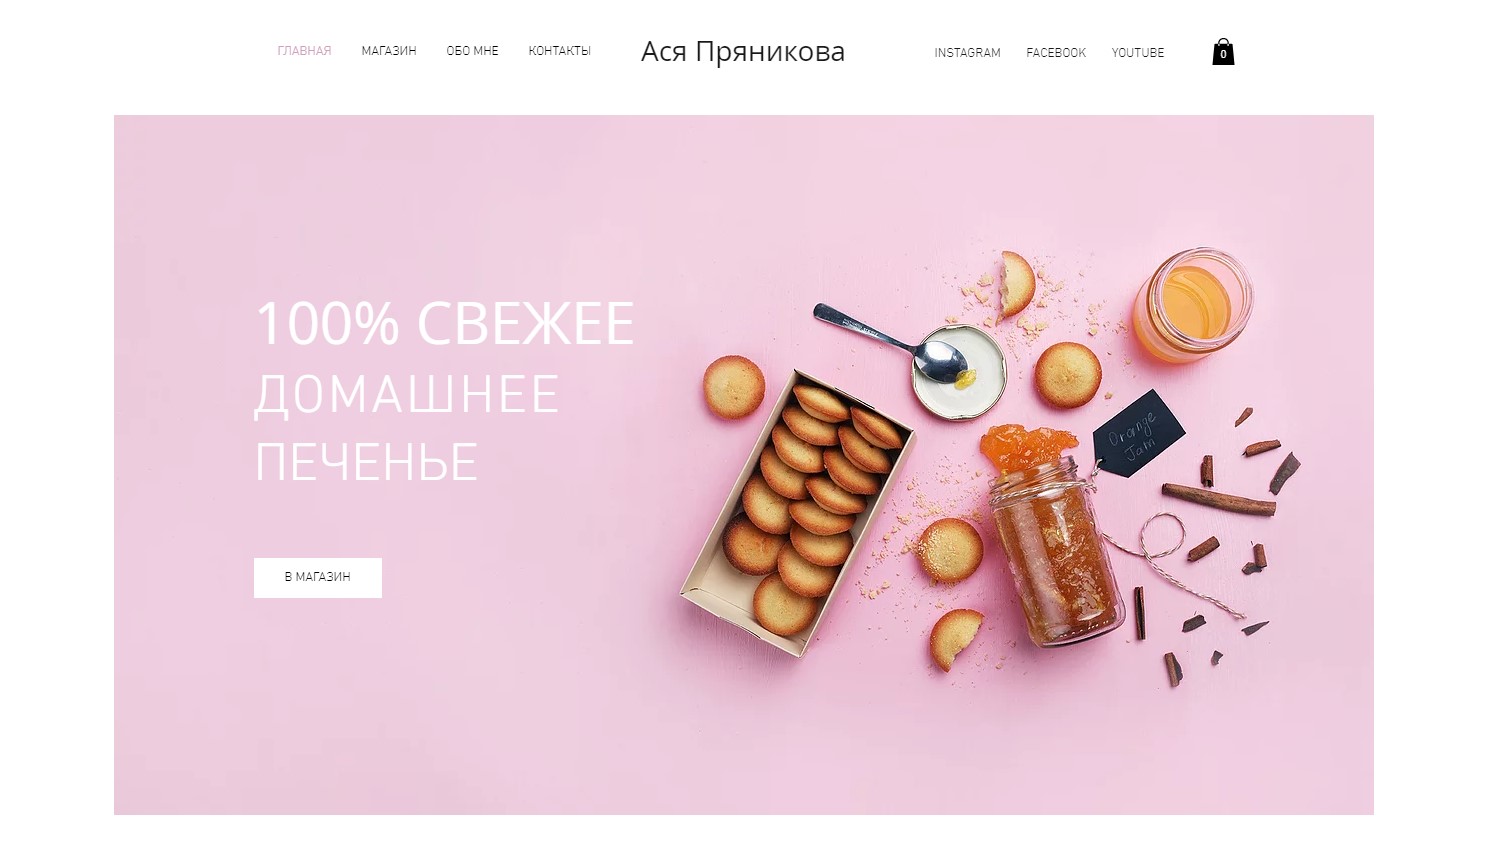 ГЛАВНАЯ МАГАЗИН ОБО МНЕ КОНТАКТЫ Ася Пряникова INSTAGRAM FACEBOOK YOUTUBE 0
100% СВЕЖЕЕ
ДОМАШНЕЕ
ПЕЧЕНЬЕ
Orange
Jam
В МАГАЗИН